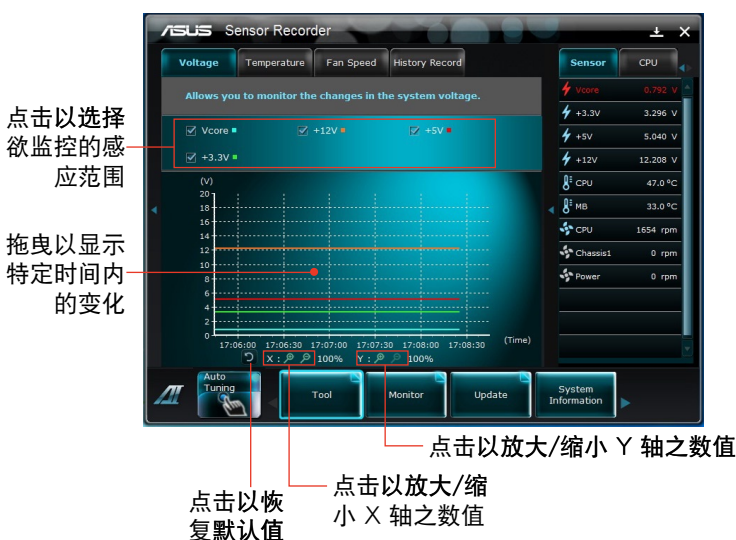 ASUS Sensor Recorder
Voltage Temperature Fan Speed History Record
Sensor CPU
Allows you to monitor the changes in the system voltage.
Vcore +12V +5V
+3.3V
Vcore 0.792 V
+3.3V 3.296 V
+5V 5.040 V
+12V 12.208 V
CPU 47.0 ºC
MB 33.0 ºC
CPU 1654 rpm
Chassis1 0 rpm
Power 0 rpm
点击以选择
欲监控的感
应范围
拖曳以显示
特定时间内
的变化
(V)
20
18
16
14
12
10
8
6
4
2
0
17:06:00 17:06:30 17:07:00 17:07:30 17:08:00 17:08:30 (Time)
X : 100% Y : 100%
Auto
Tuning
Tool
Monitor
Update
System
Information
点击以放大/缩小 Y 轴之数值
点击以放大/缩
小 X 轴之数值
点击以恢
复默认值